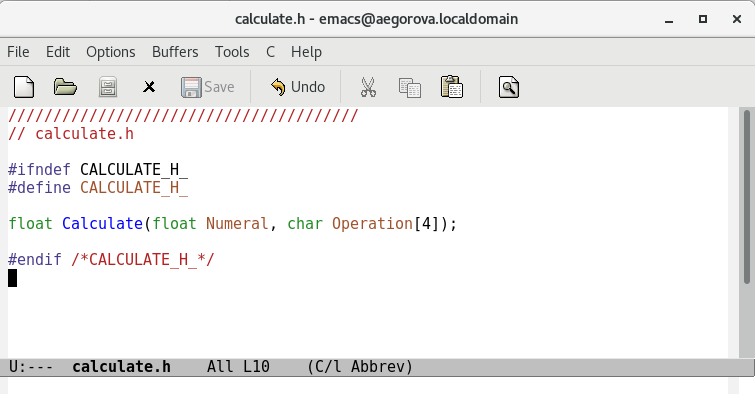 calculate.h - emacs@aegorova.localdomain
File Edit Options Buffers Tools C Help
Save Undo
///////////////////////////////////////
// calculate.h
#ifndef CALCULATE_H_
#define CALCULATE_H_
float Calculate(float Numeral, char Operation[4]);
#endif /*CALCULATE_H_*/
U:--- calculate.h All L10 (C/l Abbrev)